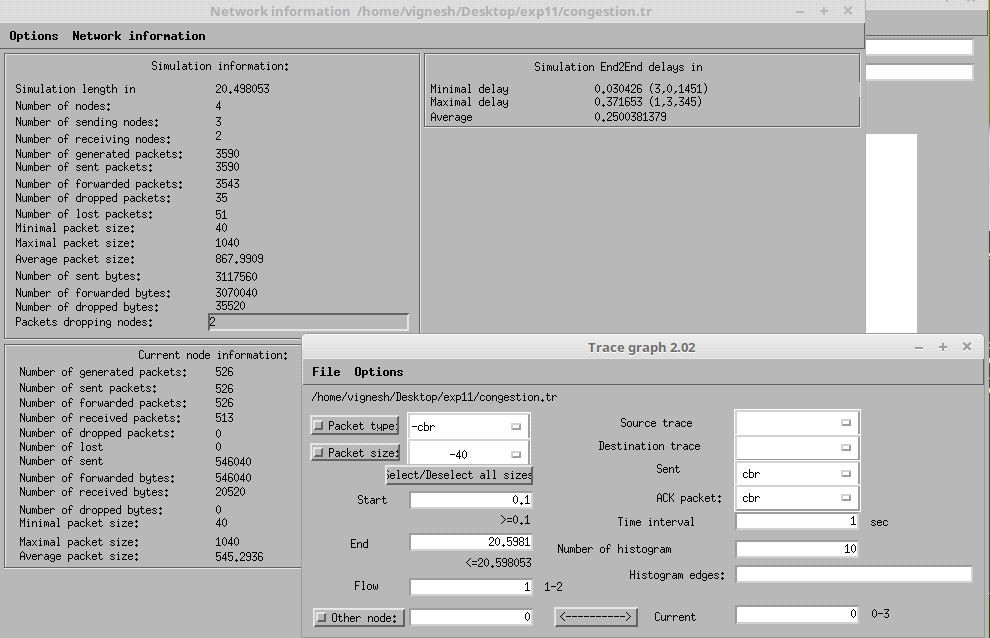 Network information /home/vignesh/Desktop/exp11/congestion.tr
Options Network information
Simulation information:
Simulation length in 20.498053
Number of nodes: 4
Number of sending nodes: 3
Number of receiving nodes: 2
Number of generated packets: 3590
Number of sent packets: 3590
Number of forwarded packets: 3543
Number of dropped packets: 35
Number of lost packets: 51
Minimal packet size: 40
Maximal packet size: 1040
Average packet size: 867.9909
Number of sent bytes: 3117560
Number of forwarded bytes: 3070040
Number of dropped bytes: 35520
Packets dropping nodes: 2
Simulation End2End delays in
Minimal delay 0.030426 (3,0,1451)
Maximal delay 0.371653 (1,3,345)
Average 0.2500381379
Current node information:
Number of generated packets: 526
Number of sent packets: 526
Number of forwarded packets: 526
Number of received packets: 513
Number of dropped packets: 0
Number of lost 0
Number of sent 546040
Number of forwarded bytes: 546040
Number of received bytes: 20520
Number of dropped bytes: 0
Minimal packet size: 40
Maximal packet size: 1040
Average packet size: 545.2936
Trace graph 2.02
File Options
/home/vignesh/Desktop/exp11/congestion.tr
Packet type: -cbr
Packet size: -40
elect/Deselect all sizes
Start 0.1
>=0.1
End 20.5981
<=20.598053
Flow 1 1-2
Other node: 0
Source trace
Destination trace
Sent cbr
ACK packet: cbr
Time interval 1 sec
Number of histogram 10
Histogram edges:
<----------> Current 0 0-3